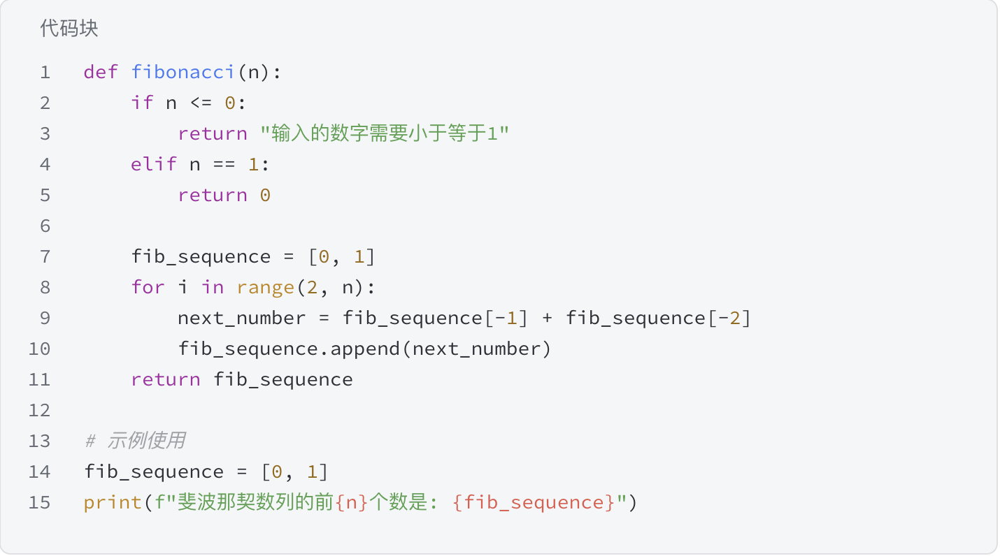 代码块
1 def fibonacci(n):
2     if n <= 0:
3         return "输入的数字需要小于等于1"
4     elif n == 1:
5         return 0
6
7     fib_sequence = [0, 1]
8     for i in range(2, n):
9         next_number = fib_sequence[-1] + fib_sequence[-2]
10         fib_sequence.append(next_number)
11     return fib_sequence
12
13 # 示例使用
14 fib_sequence = [0, 1]
15 print(f"斐波那契数列的前{n}个数是: {fib_sequence}")